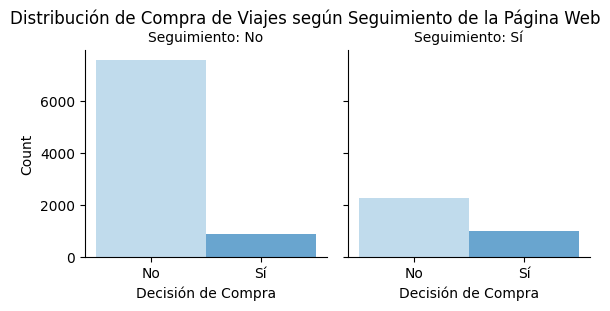 Distribución de Compra de Viajes según Seguimiento de la Página Web
Seguimiento: No
Seguimiento: Sí
Count
6000
4000
2000
0
No
Sí
No
Sí
Decisión de Compra
Decisión de Compra